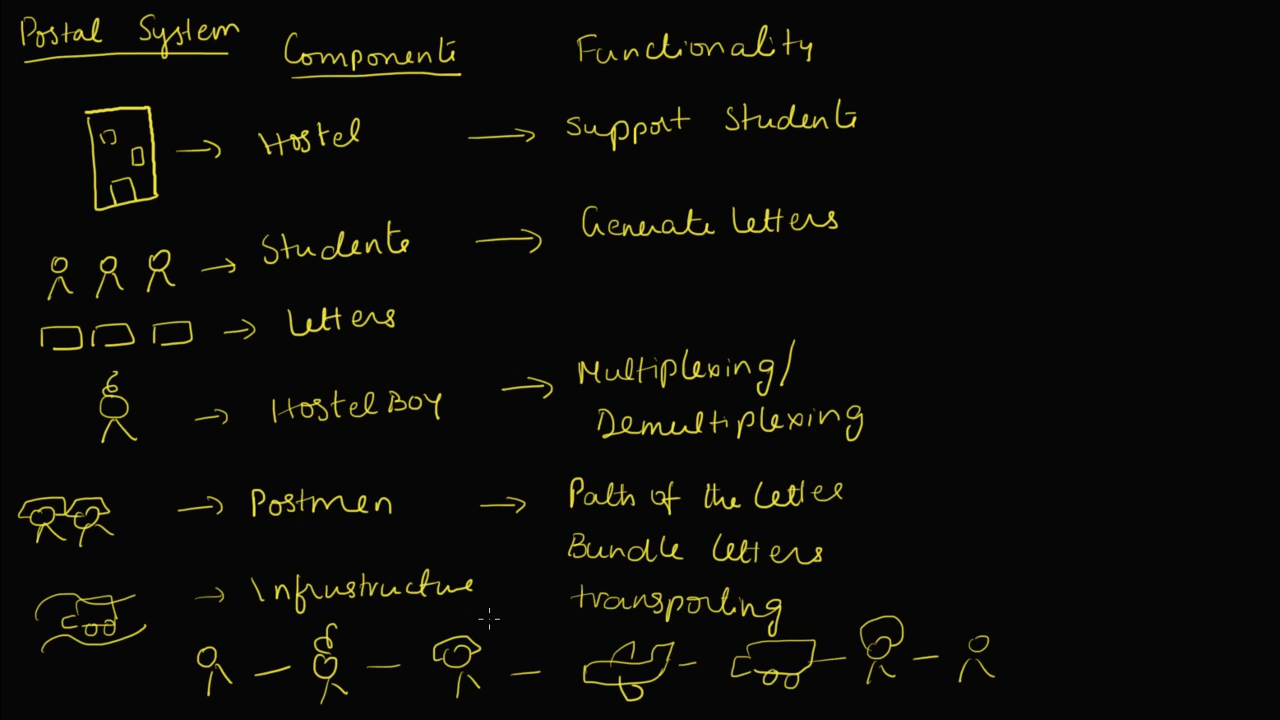 Postal System
Components
Functionality
Hostel
Support Students
Students
Generate letters
Letters
Hostel Boy
Multiplexing/
Demultiplexing
Postmen
Path of the letter
Bundle letters
Infrustructure
transporting